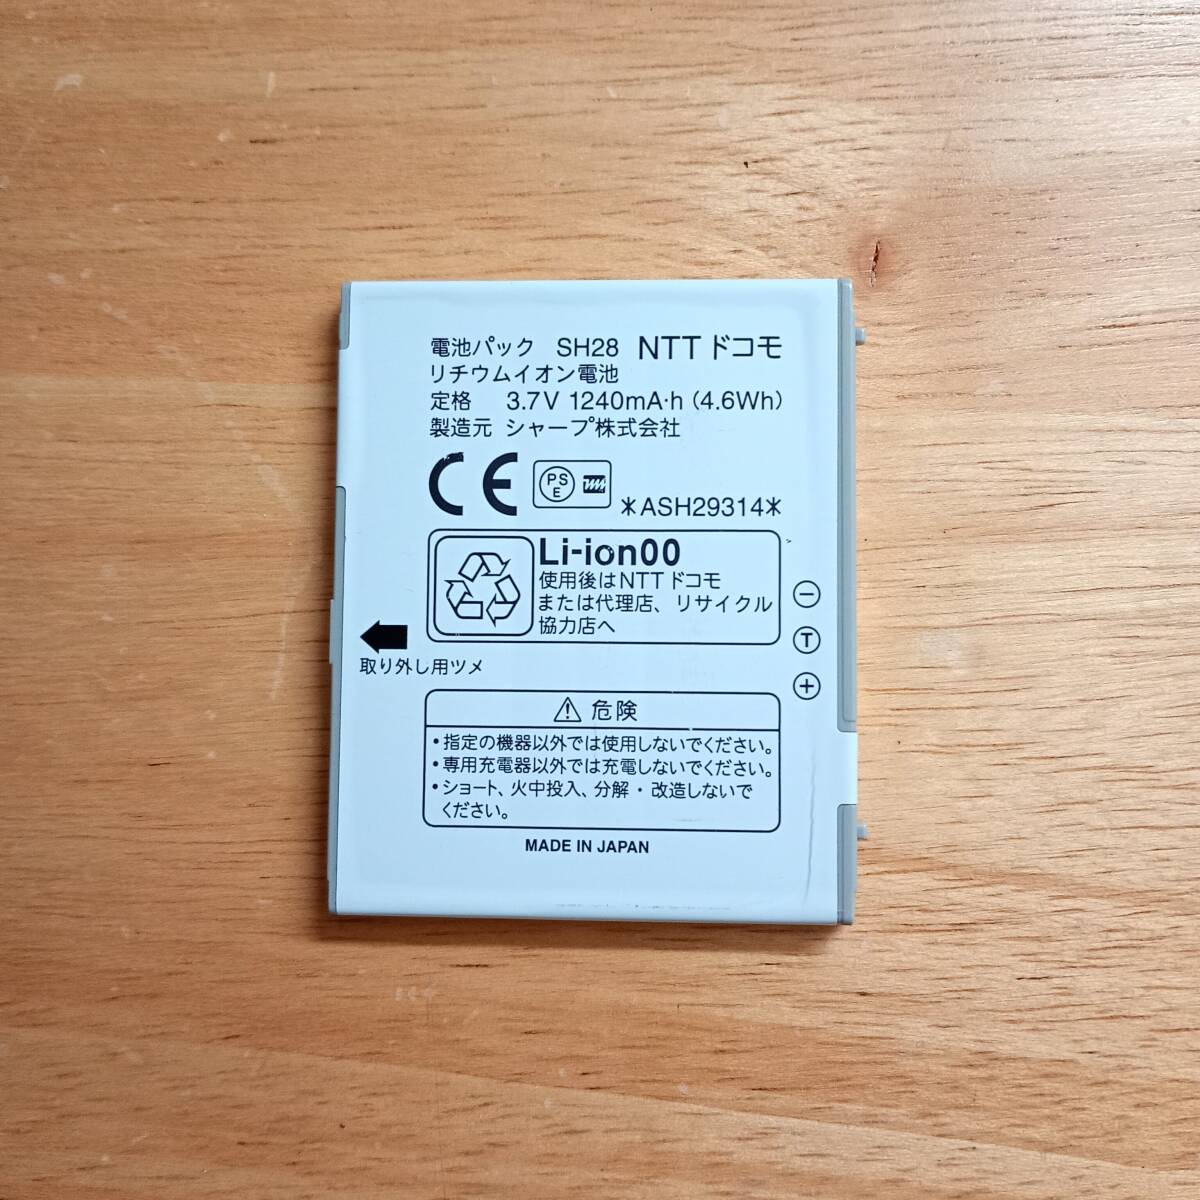 電池パック SH28 NTT ドコモ
リチウムイオン電池
定格 3.7V 1240mA·h (4.6Wh)
製造元 シャープ株式会社
CE PSE
*ASH29314*
Li-ion00
使用後はNTTドコモ
または代理店、リサイクル
協力店へ
取り外し用ツメ
− 
T
+
⚠ 危険
・指定の機器以外では使用しないでください。
・専用充電器以外では充電しないでください。
・ショート、火中投入、分解・改造しないで
ください。
MADE IN JAPAN